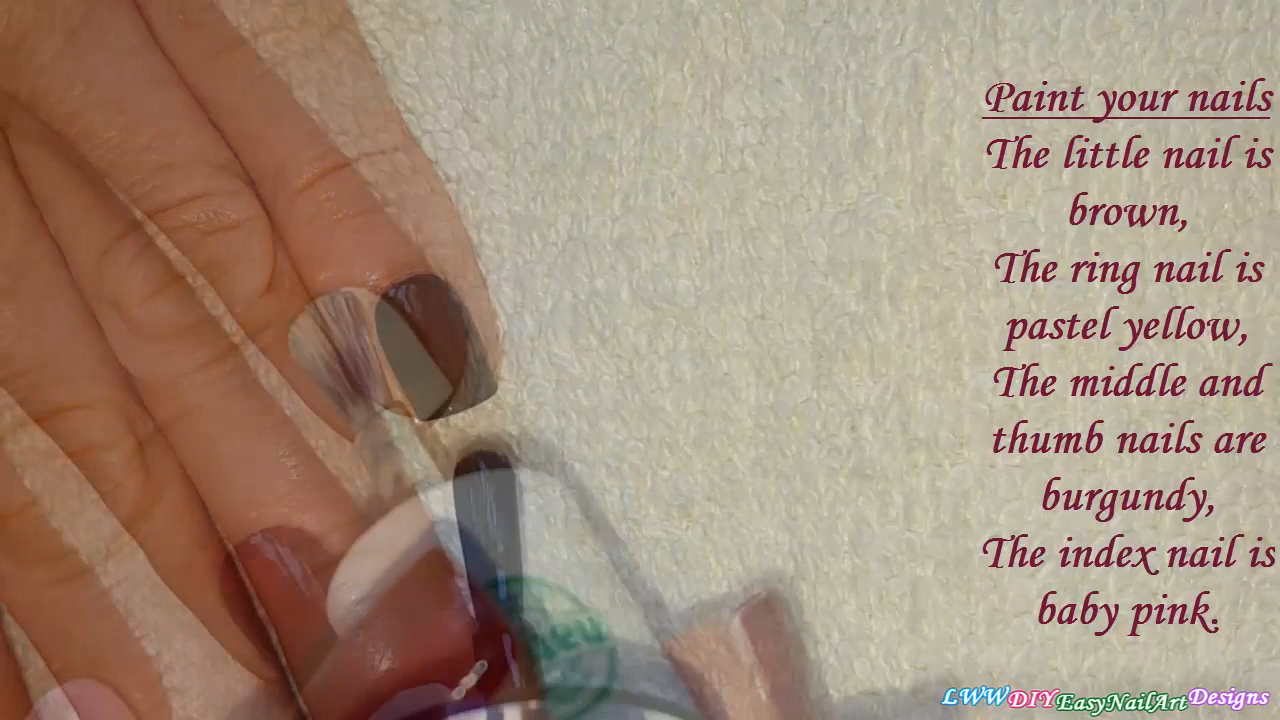 Paint your nails
The little nail is
brown,
The ring nail is
pastel yellow,
The middle and
thumb nails are
burgundy,
The index nail is
baby pink.
LWWDIYEasyNailArtDesigns